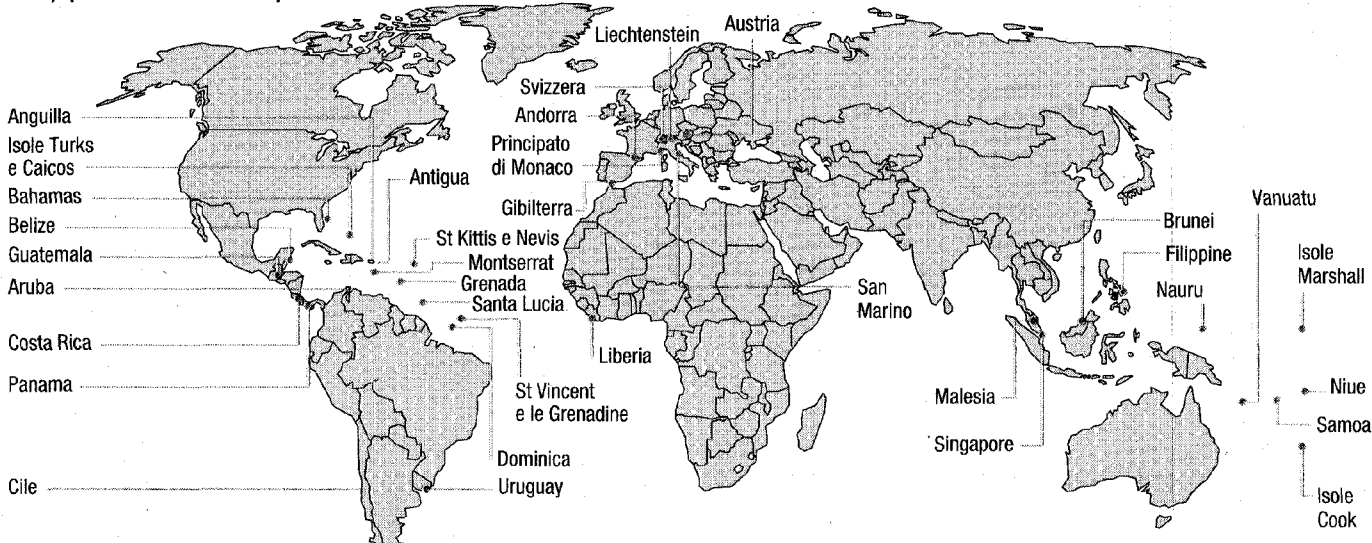 Anguilla
Isole Turks
e Caicos
Bahamas
Belize
Guatemala
Aruba
Costa Rica
Panama
Cile
Antigua
St Kittis e Nevis
Montserrat
Grenada
Santa Lucia
St Vincent
e le Grenadine
Dominica
Uruguay
Liechtenstein
Austria
Svizzera
Andorra
Principato
di Monaco
Gibilterra
Liberia
San
Marino
Brunei
Filippine
Malesia
Singapore
Vanuatu
Nauru
Isole
Marshall
Niue
Samoa
Isole
Cook